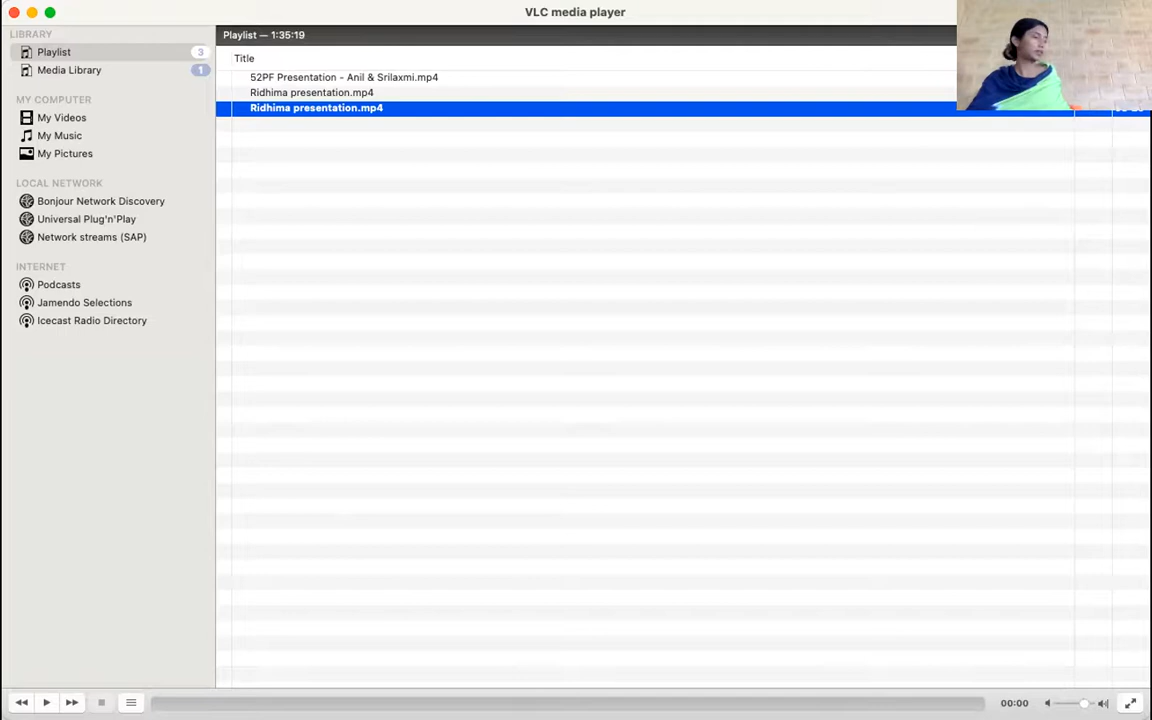 VLC media player
LIBRARY
Playlist
3
Media Library
1
MY COMPUTER
My Videos
My Music
My Pictures
LOCAL NETWORK
Bonjour Network Discovery
Universal Plug'n'Play
Network streams (SAP)
INTERNET
Podcasts
Jamendo Selections
Icecast Radio Directory
Playlist — 1:35:19
Title
52PF Presentation - Anil & Srilaxmi.mp4
Ridhima presentation.mp4
Ridhima presentation.mp4
00:00